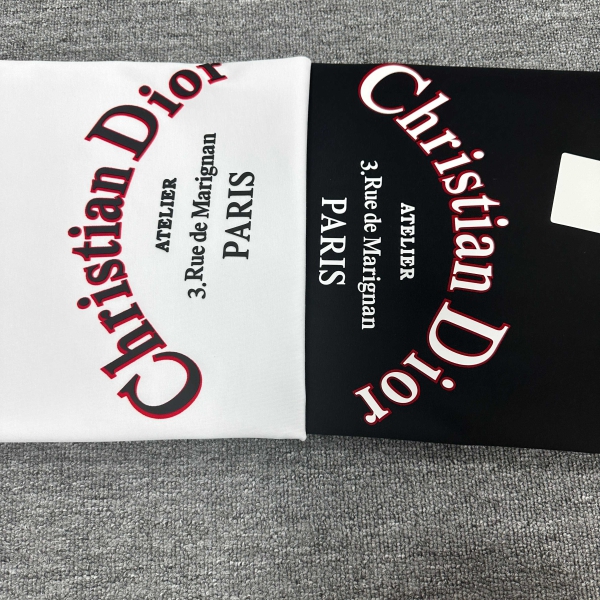 Christian Dior
ATELIER
3.Rue de Marignan
PARIS
Christian Dior
ATELIER
3.Rue de Marignan
PARIS